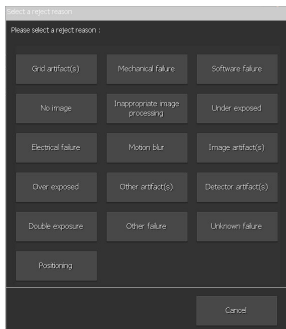 Select a reject reason
Please select a reject reason :
Grid artifact(s)
Mechanical failure
Software failure
No image
Inappropriate image
processing
Under exposed
Electrical failure
Motion blur
Image artifact(s)
Over exposed
Other artifact(s)
Detector artifact(s)
Double exposure
Other failure
Unknown failure
Positioning
Cancel